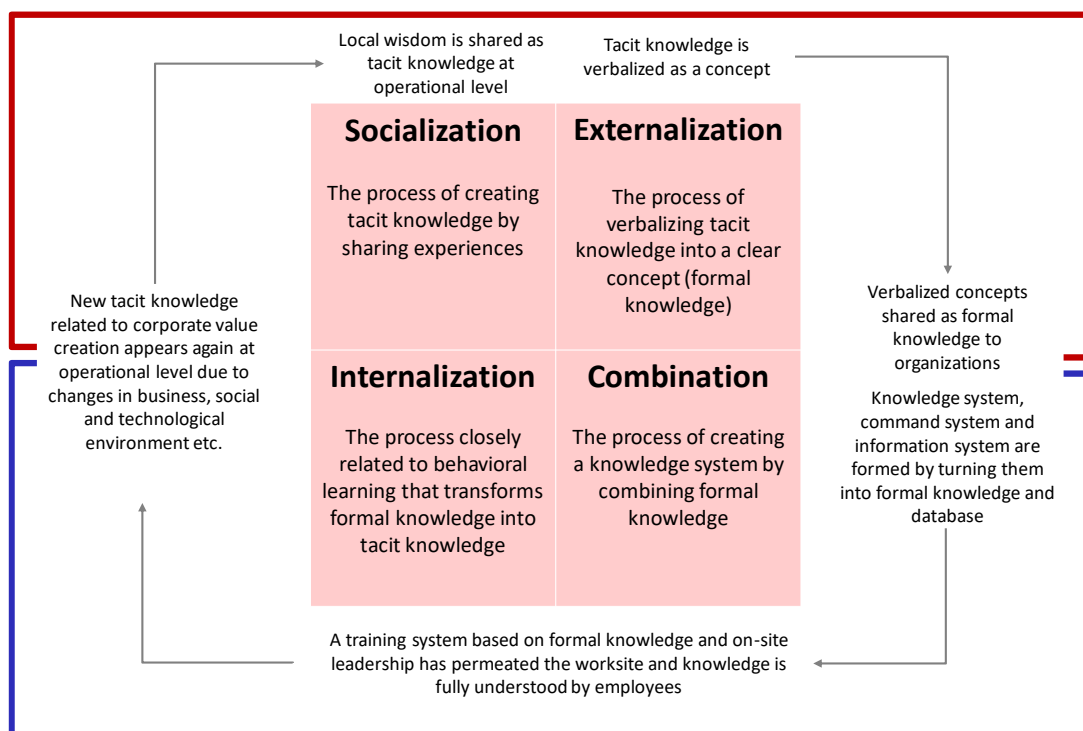 Local wisdom is shared as
tacit knowledge at
operational level
Tacit knowledge is
verbalized as a concept
Socialization
The process of creating
tacit knowledge by
sharing experiences
Externalization
The process of
verbalizing tacit
knowledge into a clear
concept (formal
knowledge)
New tacit knowledge
related to corporate value
creation appears again at
operational level due to
changes in business, social
and technological
environment etc.
Verbalized concepts
shared as formal
knowledge to
organizations
Knowledge system,
command system and
information system are
formed by turning them
into formal knowledge and
database
Internalization
The process closely
related to behavioral
learning that transforms
formal knowledge into
tacit knowledge
Combination
The process of creating
a knowledge system by
combining formal
knowledge
A training system based on formal knowledge and on-site
leadership has permeated the worksite and knowledge is
fully understood by employees